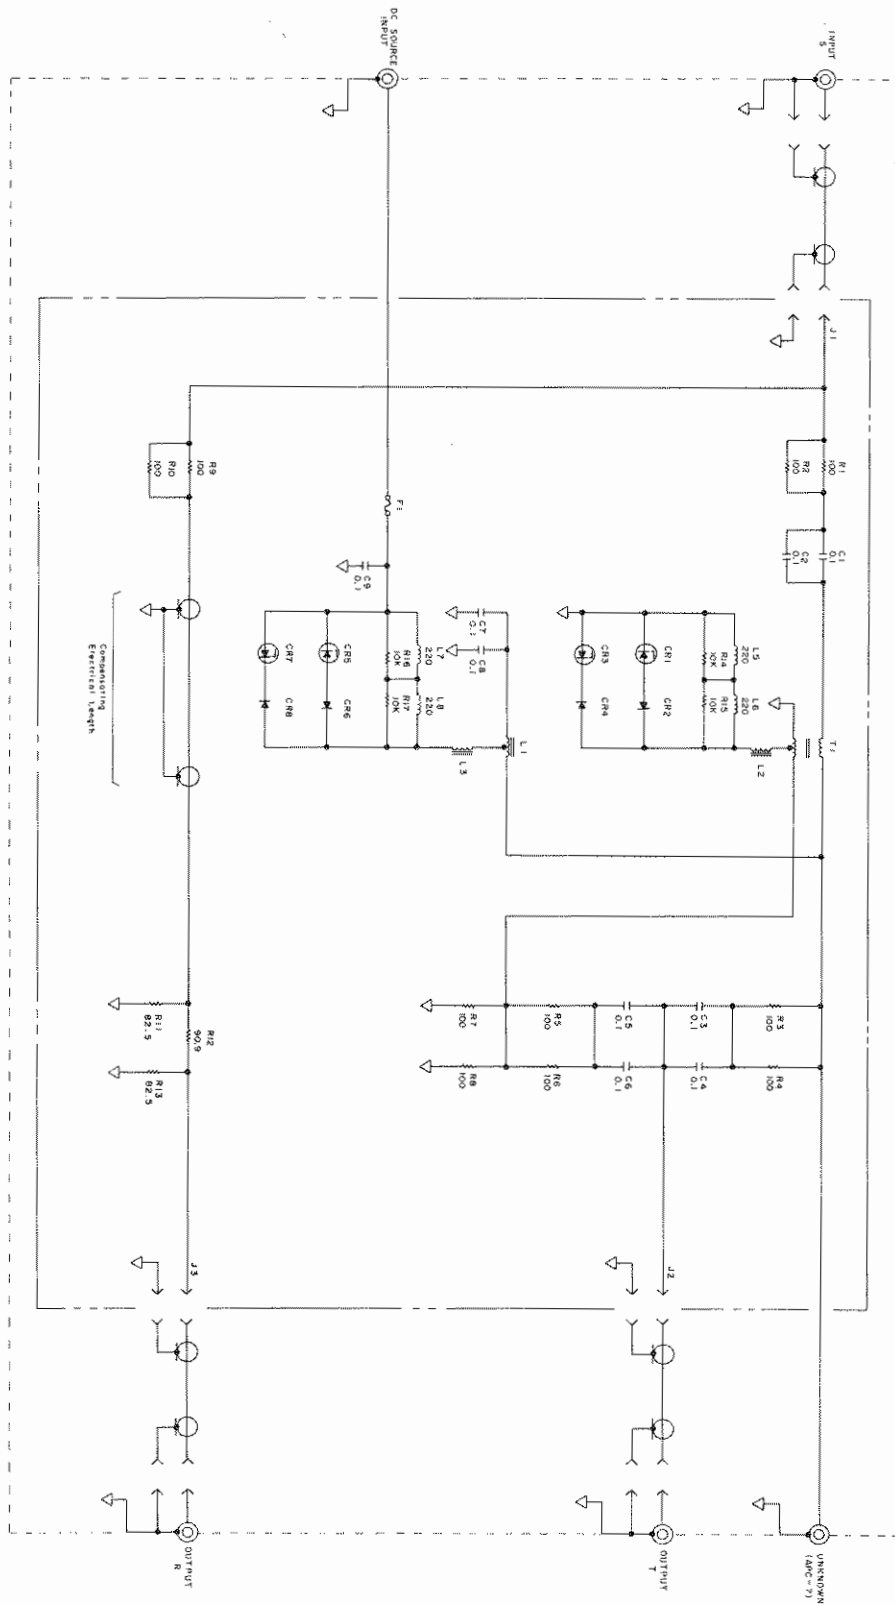 INPUT
S
J1
R1
100
R2
100
C1
0.1
C2
0.1
T1
L2
L5
220
L6
220
R14
10K
R15
10K
CR1
CR2
CR3
CR4
R3
100
R4
100
C3
0.1
C4
0.1
C5
0.1
C6
0.1
R5
100
R6
100
R7
100
R8
100
UNKNOWN
(APC-7)
J2
OUTPUT
T
DC SOURCE
INPUT
F1
C9
0.1
C7
0.1
C8
0.1
L1
L3
L7
220
L8
220
R16
10K
R17
10K
CR5
CR6
CR7
CR8
R9
100
R10
100
Compensating
Electrical Length
R11
82.5
R12
90.9
R13
82.5
J3
OUTPUT
R